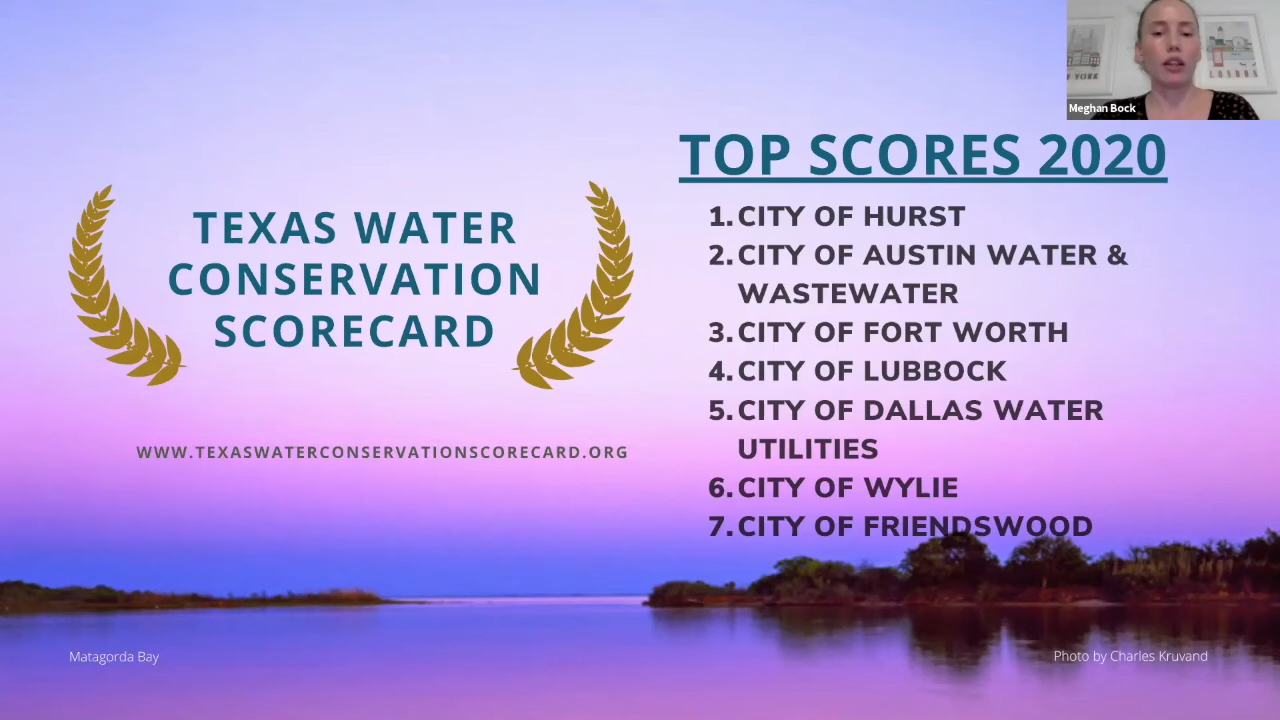 Meghan Bock
YORK
LONDON
TOP SCORES 2020
1. CITY OF HURST
2. CITY OF AUSTIN WATER &
WASTEWATER
3. CITY OF FORT WORTH
4. CITY OF LUBBOCK
5. CITY OF DALLAS WATER
UTILITIES
6. CITY OF WYLIE
7. CITY OF FRIENDSWOOD
TEXAS WATER
CONSERVATION
SCORECARD
WWW.TEXASWATERCONSERVATIONSCORECARD.ORG
Matagorda Bay
Photo by Charles Kruvand